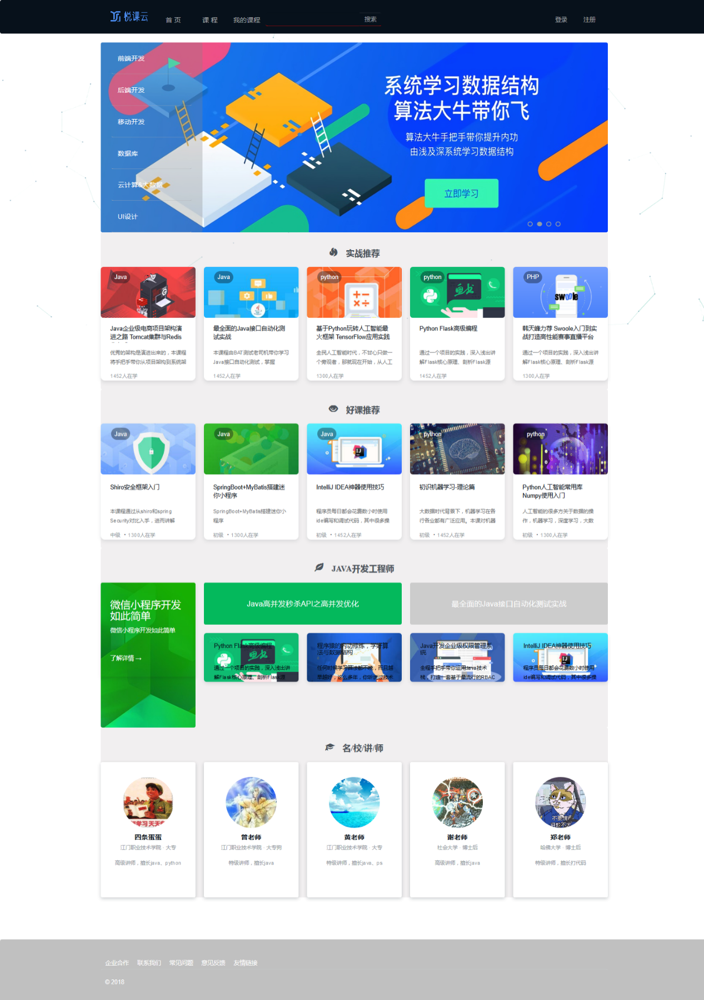 悦课云
首 页
课 程
我的课程
搜索
登录
注册
前端开发
后端开发
移动开发
数据库
云计算&大数据
UI设计
系统学习数据结构
算法大牛带你飞
算法大牛手把手带你提升内功
由浅及深系统学习数据结构
立即学习
实战推荐
Java
Java企业级电商项目架构演
进之路 Tomcat集群与Redis
优秀的架构是演进出来的，本课程
将手把手带你从项目架构到系统架
1452人在学
Java
最全面的Java接口自动化测
试实战
本课程由BAT测试老司机带你学习
Java接口自动化测试，掌握
1452人在学
python
基于Python玩转人工智能最
火框架 TensorFlow应用实践
全民人工智能时代，不甘心只做一
个旁观者，那就现在开始，从人工
1300人在学
python
鱼书
Python Flask高级编程
通过一个项目的实践，深入浅出讲
解Flask核心原理、剖析Flask源
1452人在学
PHP
swoole
韩天峰力荐 Swoole入门到实
战打造高性能赛事直播平台
通过一个项目的实践，深入浅出讲
解Flask核心原理、剖析Flask源
1300人在学
好课推荐
Java
Shiro安全框架入门
本课程通过从shiro和spring
Security对比入手，进而讲解
中级 · 1300人在学
Java
SpringBoot+MyBatis搭建迷
你小程序
SpringBoot+MyBatis搭建迷你小
程序
初级 · 1300人在学
Java
IJ
IntelliJ IDEA神器使用技巧
程序员每日都会花费数小时使用
ide编写和调试代码，其中很多操
初级 · 1452人在学
python
初识机器学习-理论篇
大数据时代背景下，机器学习在各
行各业都有广泛应用。本课对机器
初级 · 1452人在学
python
Python人工智能常用库
Numpy使用入门
人工智能的很多方关于数据的操
作，机器学习，深度学习，大数
初级 · 1300人在学
JAVA开发工程师
微信小程序开发
如此简单
微信小程序开发如此简单
了解详情 →
Java高并发秒杀API之高并发优化
最全面的Java接口自动化测试实战
Python Flask高级编程
鱼书
通过一个项目的实践，深入浅出讲
解Flask核心原理、剖析Flask源
程序猿的内功修炼，学好算
法与数据结构
任何时候学习算法都不晚，而且越
早越好，这么多年，你听说过技术
Java开发企业级权限管理系
统
全程手把手带你运用Java技术
栈，打造一套基于最流行的RBAC
IntelliJ IDEA神器使用技巧
IJ
程序员每日都会花费数小时使用
ide编写和调试代码，其中很多操
名/校/讲/师
四条蛋蛋
江门职业技术学院 · 大专
高级讲师，擅长java、python
曾老师
江门职业技术学院 · 大专狗
特级讲师，擅长java
黄老师
江门职业技术学院 · 大专
特级讲师，擅长java、ps
谢老师
社会大学 · 博士后
高级讲师，擅长java
不要慌
问题不大
郑老师
哈佛大学 · 博士后
特级讲师，擅长打代码
企业合作 联系我们 常见问题 意见反馈 友情链接
© 2018